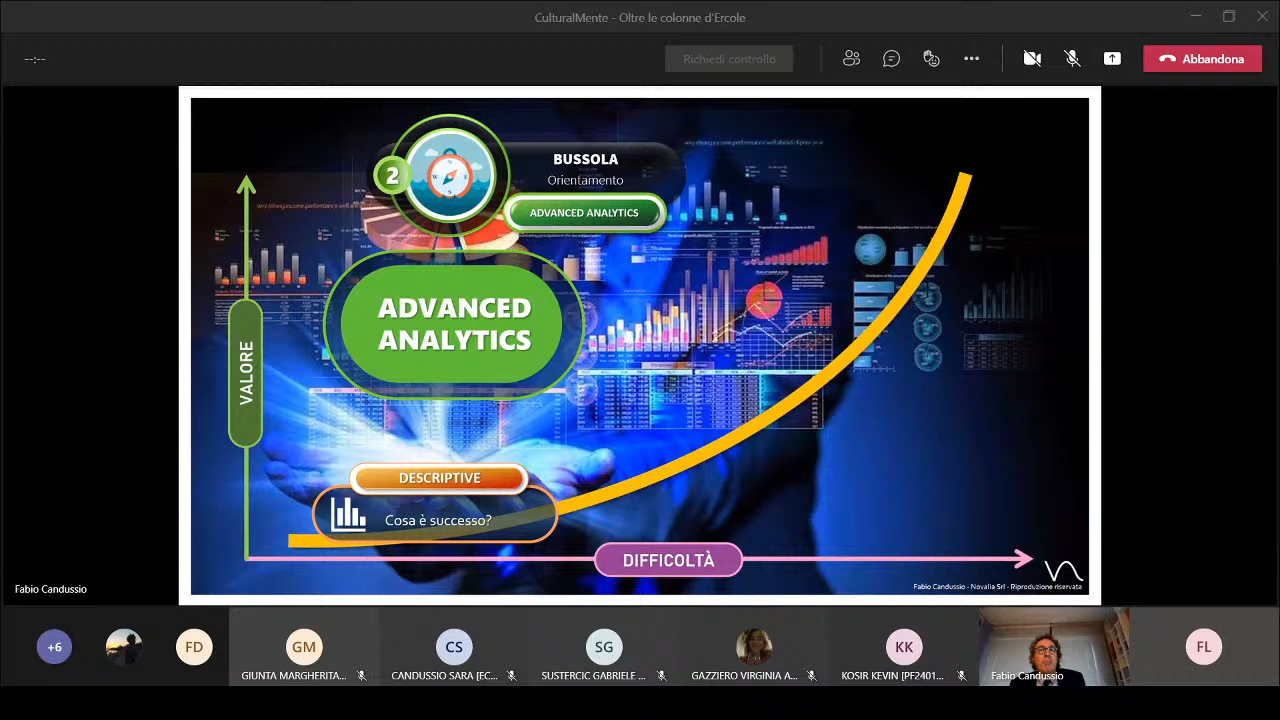 CulturalMente - Oltre le colonne d'Ercole
--:--
Richiedi controllo
Abbandona
2
BUSSOLA
Orientamento
ADVANCED ANALYTICS
ADVANCED
ANALYTICS
VALORE
DESCRIPTIVE
Cosa è successo?
DIFFICOLTÀ
Fabio Candussio - Novalia Srl - Riproduzione riservata
Fabio Candussio
+6
FD
GM
CS
SG
KK
FL
GIUNTA MARGHERITA...
CANDUSSIO SARA [EC...
SUSTERCIC GABRIELE ...
GAZZIERO VIRGINIA A...
KOSIR KEVIN [PF2401...
Fabio Candussio